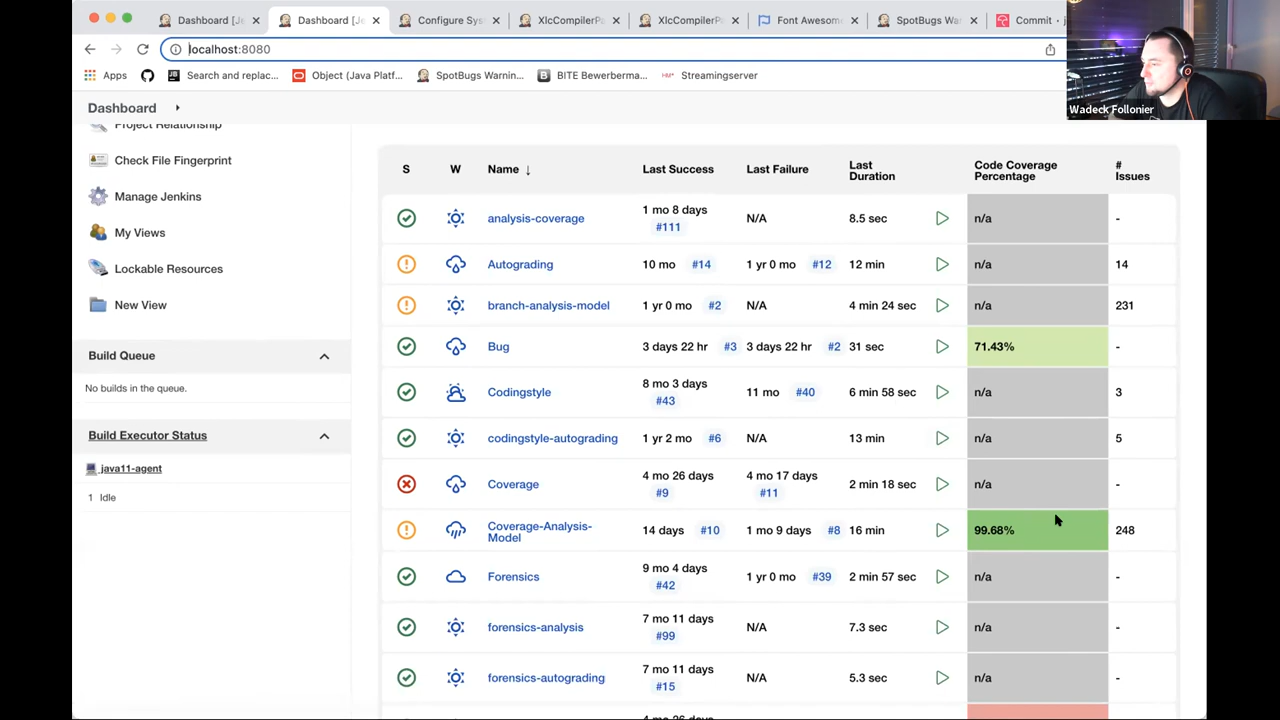 Dashboard [Je
Dashboard [Je
Configure Sys
XlcCompilerPa
XlcCompilerPa
Font Awesom
SpotBugs Wa
Commit · j
localhost:8080
Apps
Search and replac...
Object (Java Platf...
SpotBugs Warnin...
BITE Bewerberma...
Streamingserver
Wadeck Follonier
Dashboard
Project Relationship
Check File Fingerprint
Manage Jenkins
My Views
Lockable Resources
New View
Build Queue
No builds in the queue.
Build Executor Status
java11-agent
1 Idle
S W Name ↓ Last Success Last Failure Last Duration Code Coverage Percentage # Issues
analysis-coverage 1 mo 8 days #111 N/A 8.5 sec n/a -
Autograding 10 mo #14 1 yr 0 mo #12 12 min n/a 14
branch-analysis-model 1 yr 0 mo #2 N/A 4 min 24 sec n/a 231
Bug 3 days 22 hr #3 3 days 22 hr #2 31 sec 71.43% -
Codingstyle 8 mo 3 days #43 11 mo #40 6 min 58 sec n/a 3
codingstyle-autograding 1 yr 2 mo #6 N/A 13 min n/a 5
Coverage 4 mo 26 days #9 4 mo 17 days #11 2 min 18 sec n/a -
Coverage-Analysis-Model 14 days #10 1 mo 9 days #8 16 min 99.68% 248
Forensics 9 mo 4 days #42 1 yr 0 mo #39 2 min 57 sec n/a -
forensics-analysis 7 mo 11 days #99 N/A 7.3 sec n/a -
forensics-autograding 7 mo 11 days #15 N/A 5.3 sec n/a -